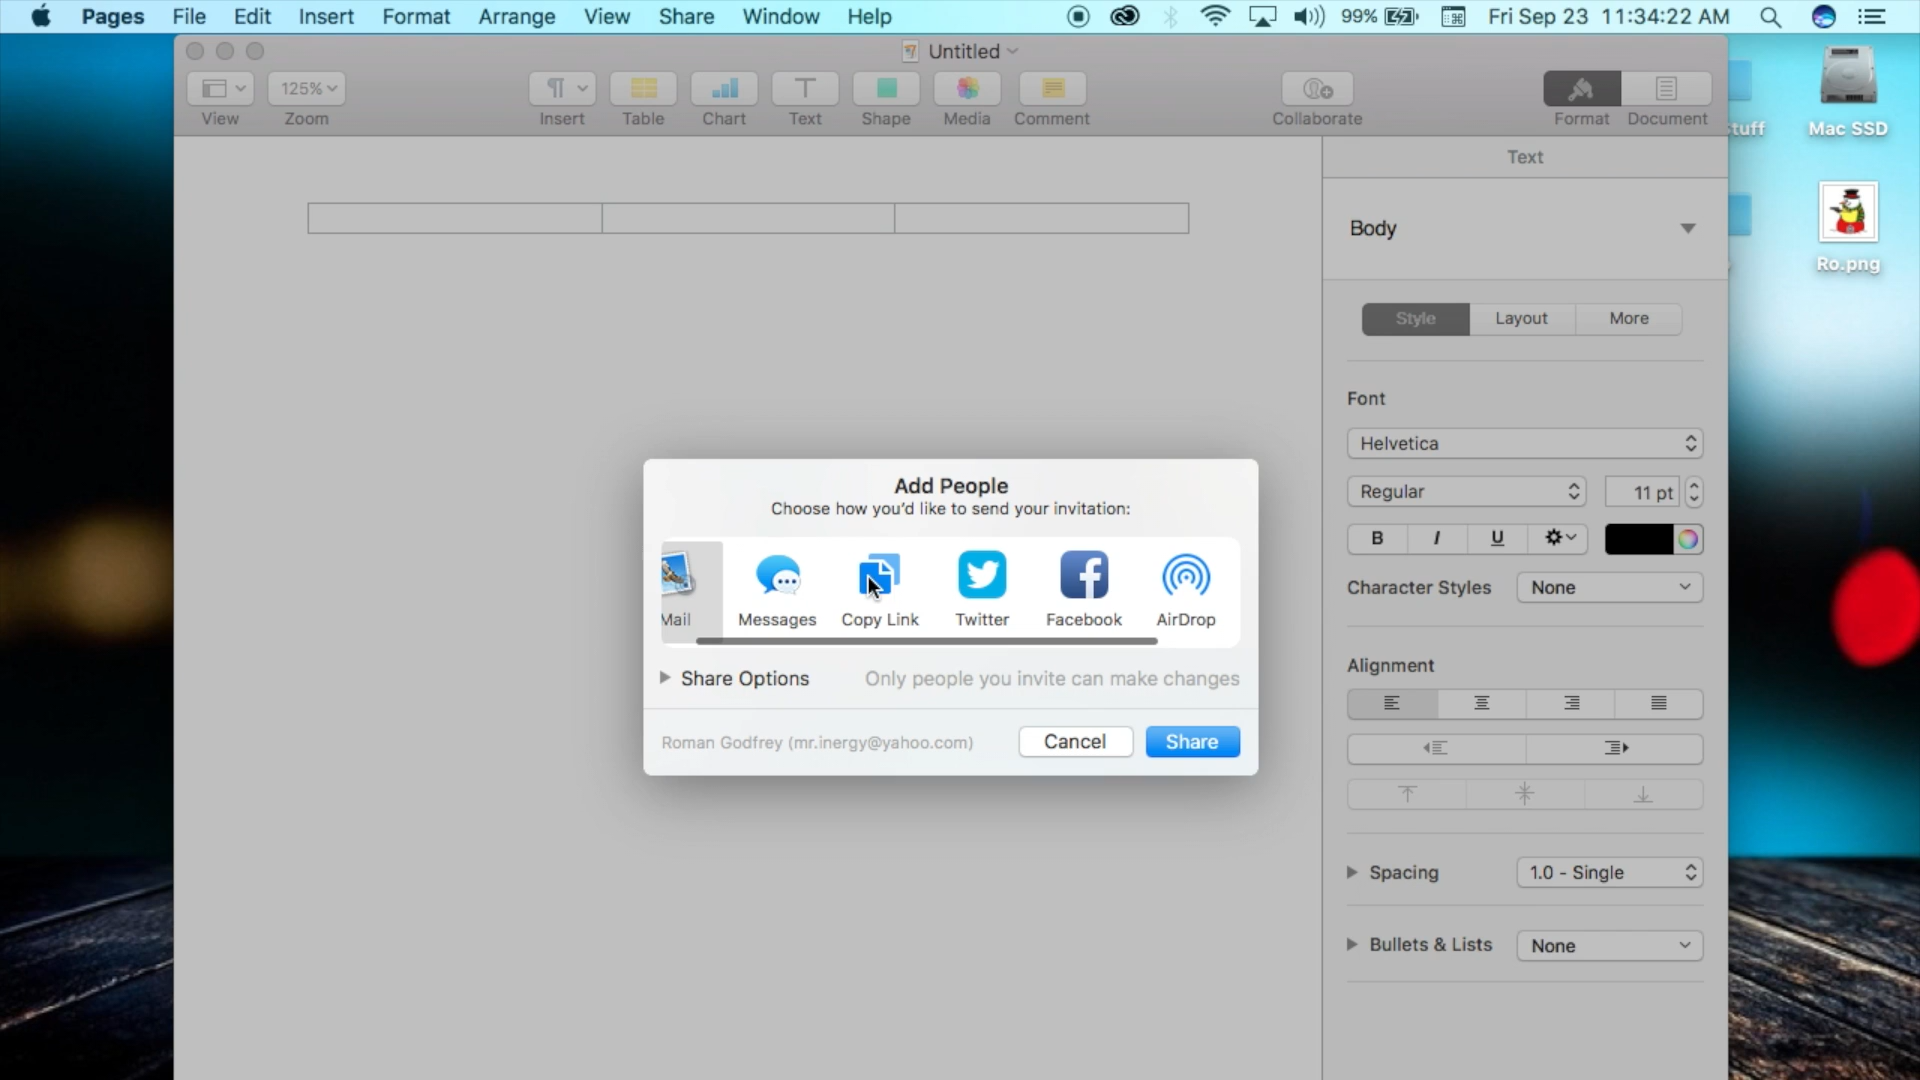 Pages File Edit Insert Format Arrange View Share Window Help 99% Fri Sep 23 11:34:22 AM
Untitled
125%
View Zoom Insert Table Chart Text Shape Media Comment Collaborate Format Document
Stuff
Mac SSD
Ro.png
Text
Body
Style Layout More
Font
Helvetica
Regular 11 pt
B I U
Character Styles None
Alignment
Spacing 1.0 - Single
Bullets & Lists None
Add People
Choose how you'd like to send your invitation:
Mail Messages Copy Link Twitter Facebook AirDrop
Share Options Only people you invite can make changes
Roman Godfrey (mr.inergy@yahoo.com) Cancel Share